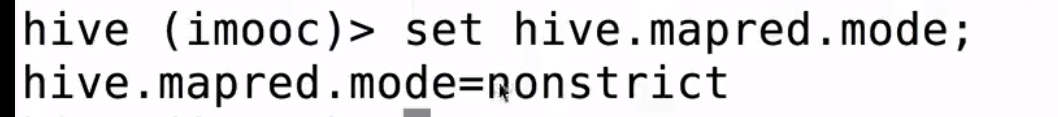 hive (imooc)> set hive.mapred.mode;
hive.mapred.mode=nonstrict